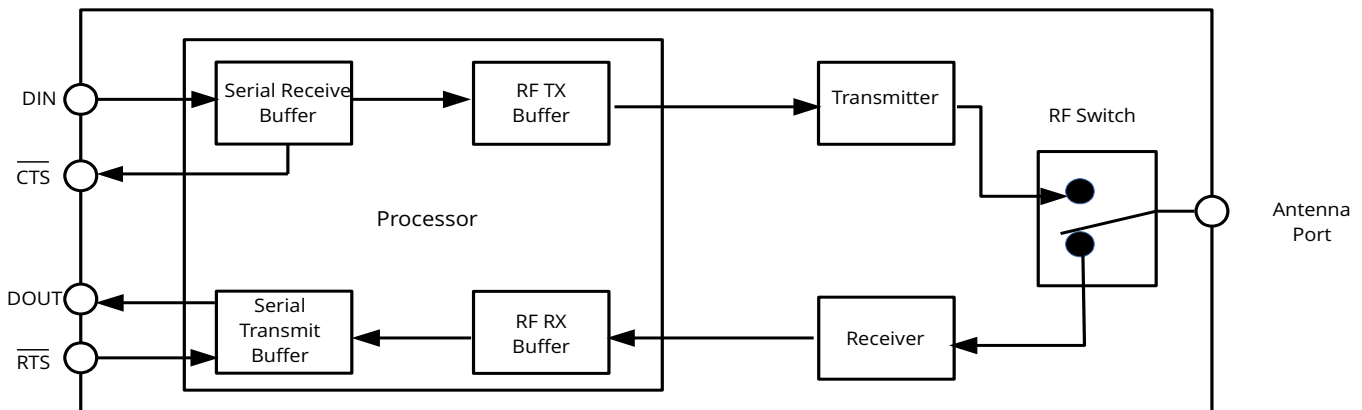 DIN
Serial Receive
Buffer
RF TX
Buffer
Transmitter
RF Switch
CTS
Processor
Antenna
Port
DOUT
Serial
Transmit
Buffer
RF RX
Buffer
Receiver
RTS